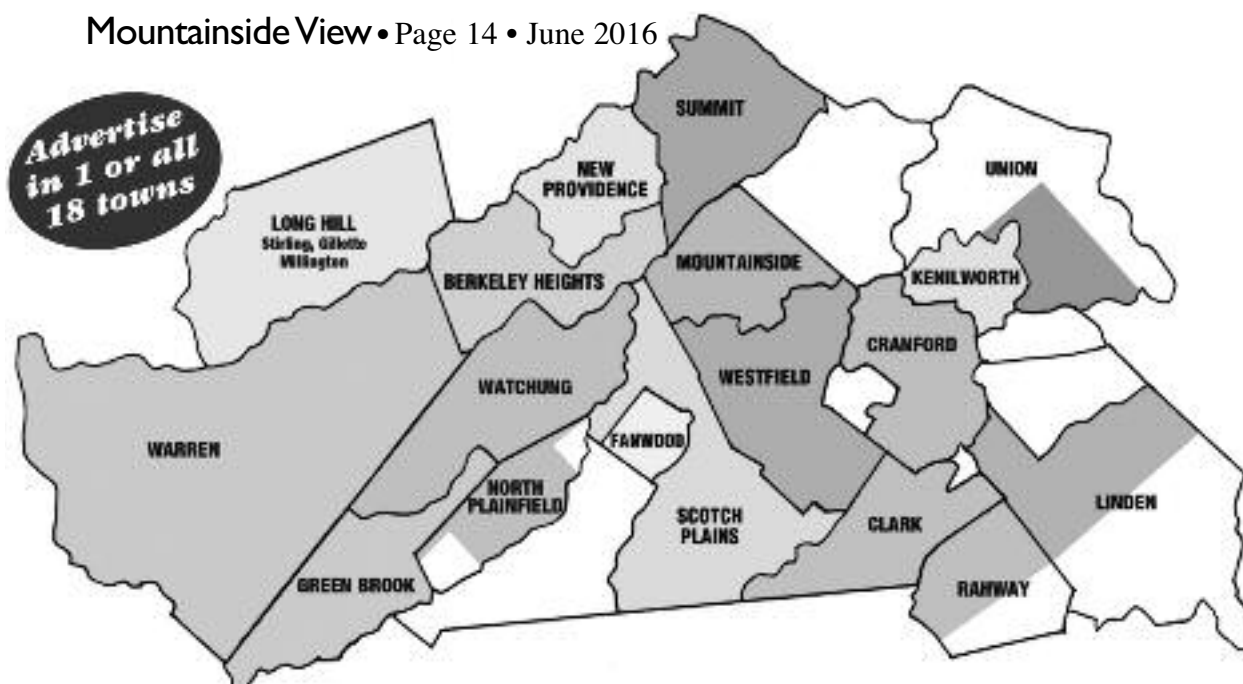 Mountainside View • Page 14 • June 2016
Advertise
in 1 or all
18 towns
SUMMIT
NEW
PROVIDENCE
UNION
LONG HILL
Stirling, Gillette
Millington
BERKELEY HEIGHTS
MOUNTAINSIDE
KENILWORTH
CRANFORD
WATCHUNG
WESTFIELD
WARREN
FANWOOD
NORTH
PLAINFIELD
SCOTCH
PLAINS
CLARK
LINDEN
GREEN BROOK
RAHWAY